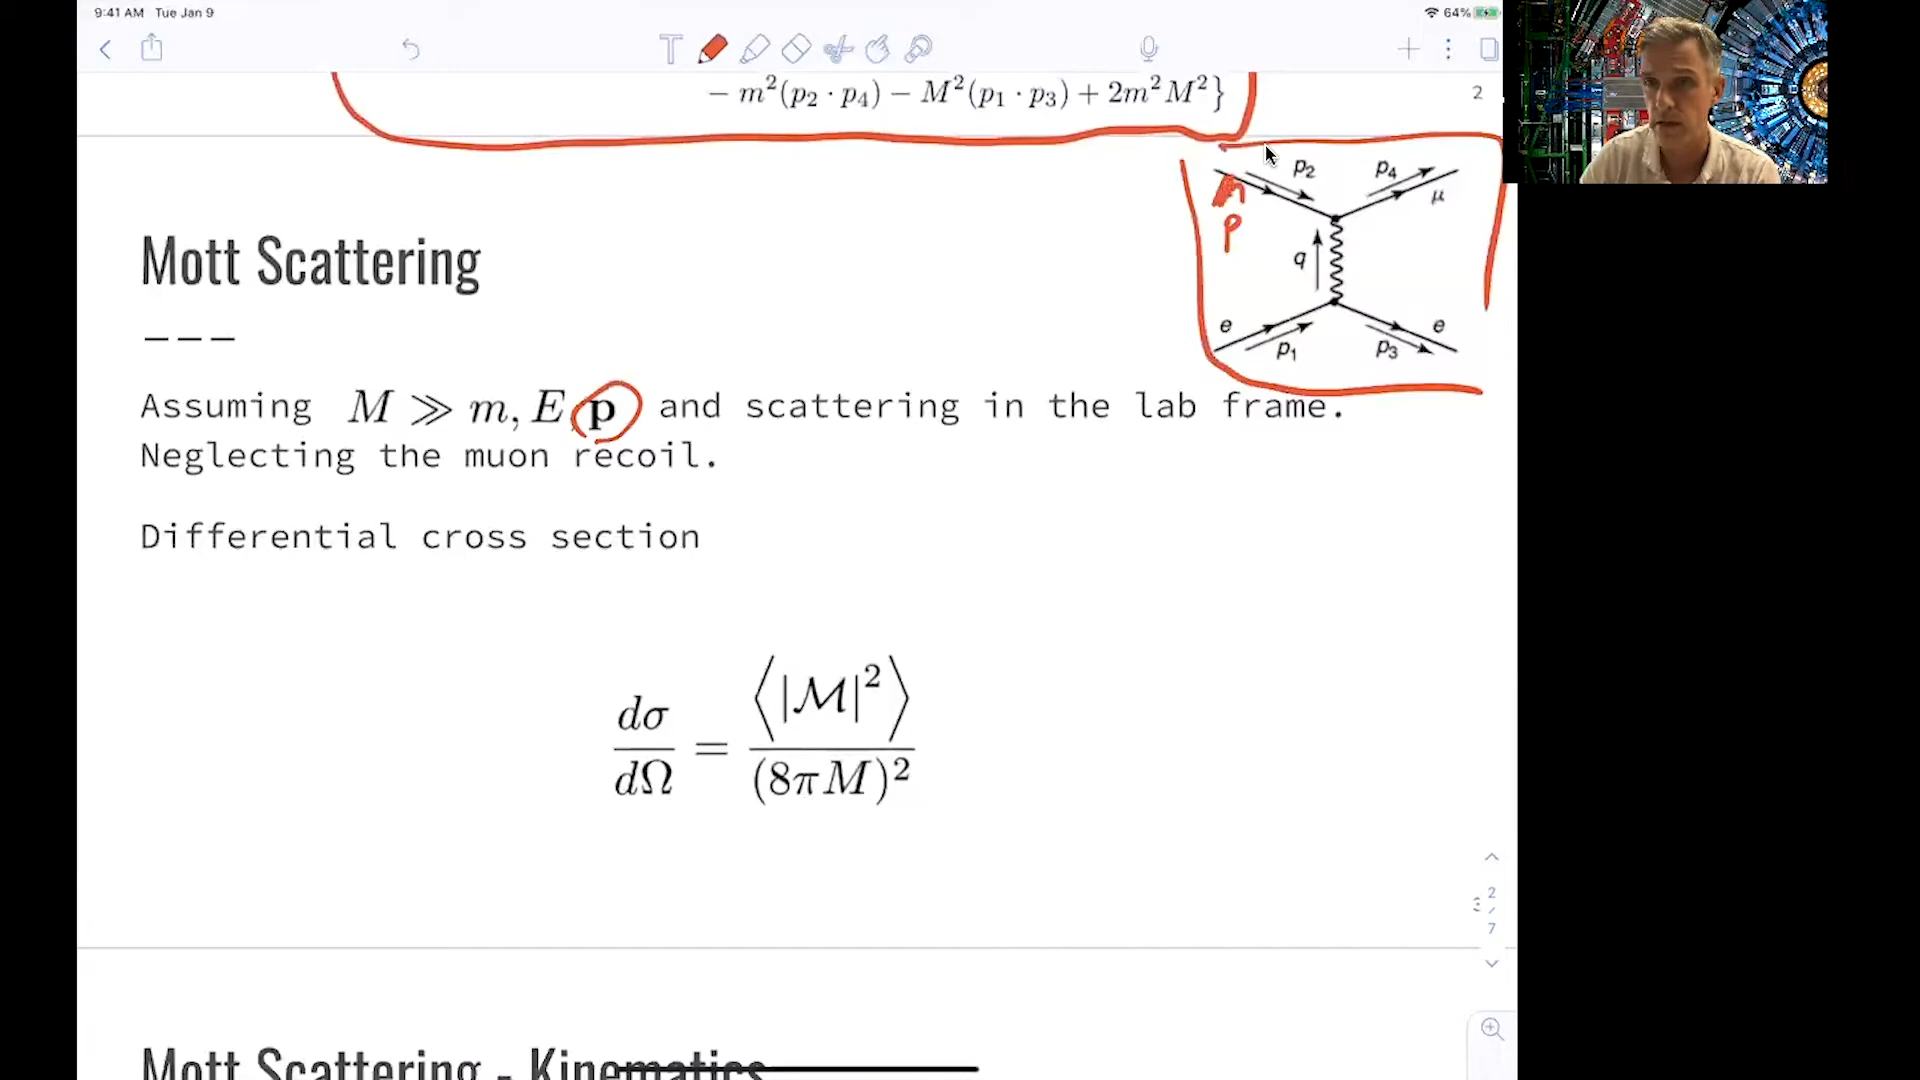 9:41 AM Tue Jan 9
64%
− m²(p₂ · p₄) − M²(p₁ · p₃) + 2m²M²}
2
p₂ p₄
μ
p
q
e e
p₁ p₃
Mott Scattering
---
Assuming M ≫ m, E, p and scattering in the lab frame.
Neglecting the muon recoil.
Differential cross section
dσ/dΩ = ⟨|ℳ|²⟩/(8πM)²
3
2/7
Mott Scattering - Kinematics